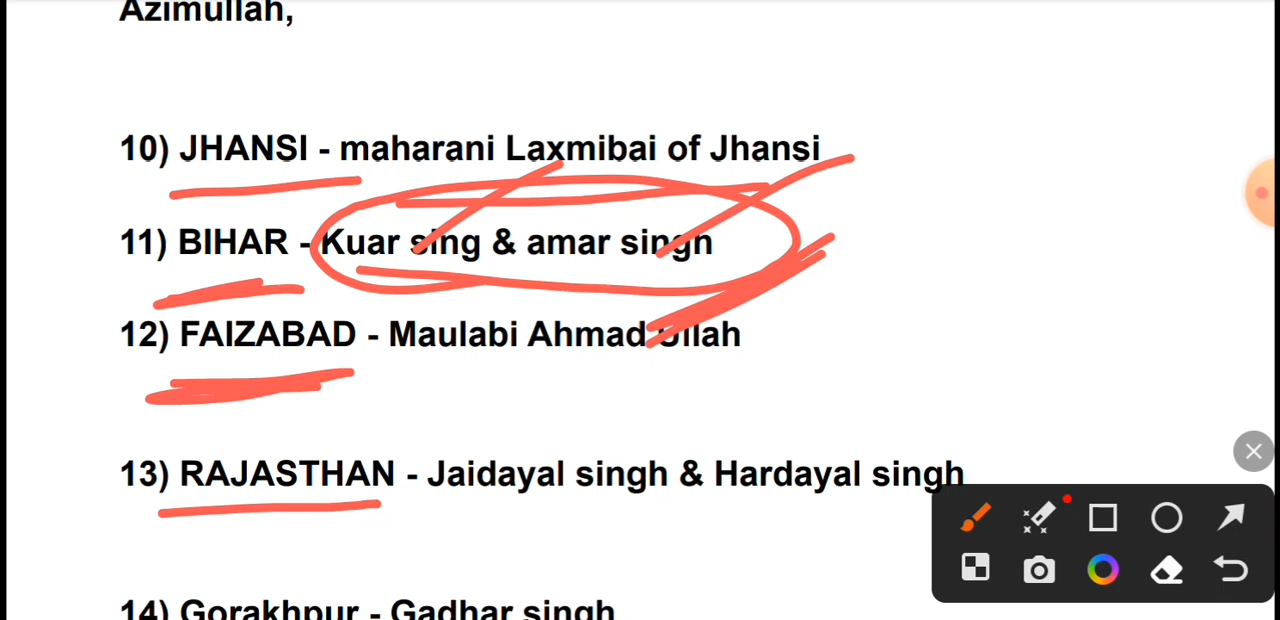 Azimullah,
10) JHANSI - maharani Laxmibai of Jhansi
11) BIHAR - Kuar sing & amar singh
12) FAIZABAD - Maulabi Ahmad Ullah
13) RAJASTHAN - Jaidayal singh & Hardayal singh
14) Gorakhpur - Gadhar singh